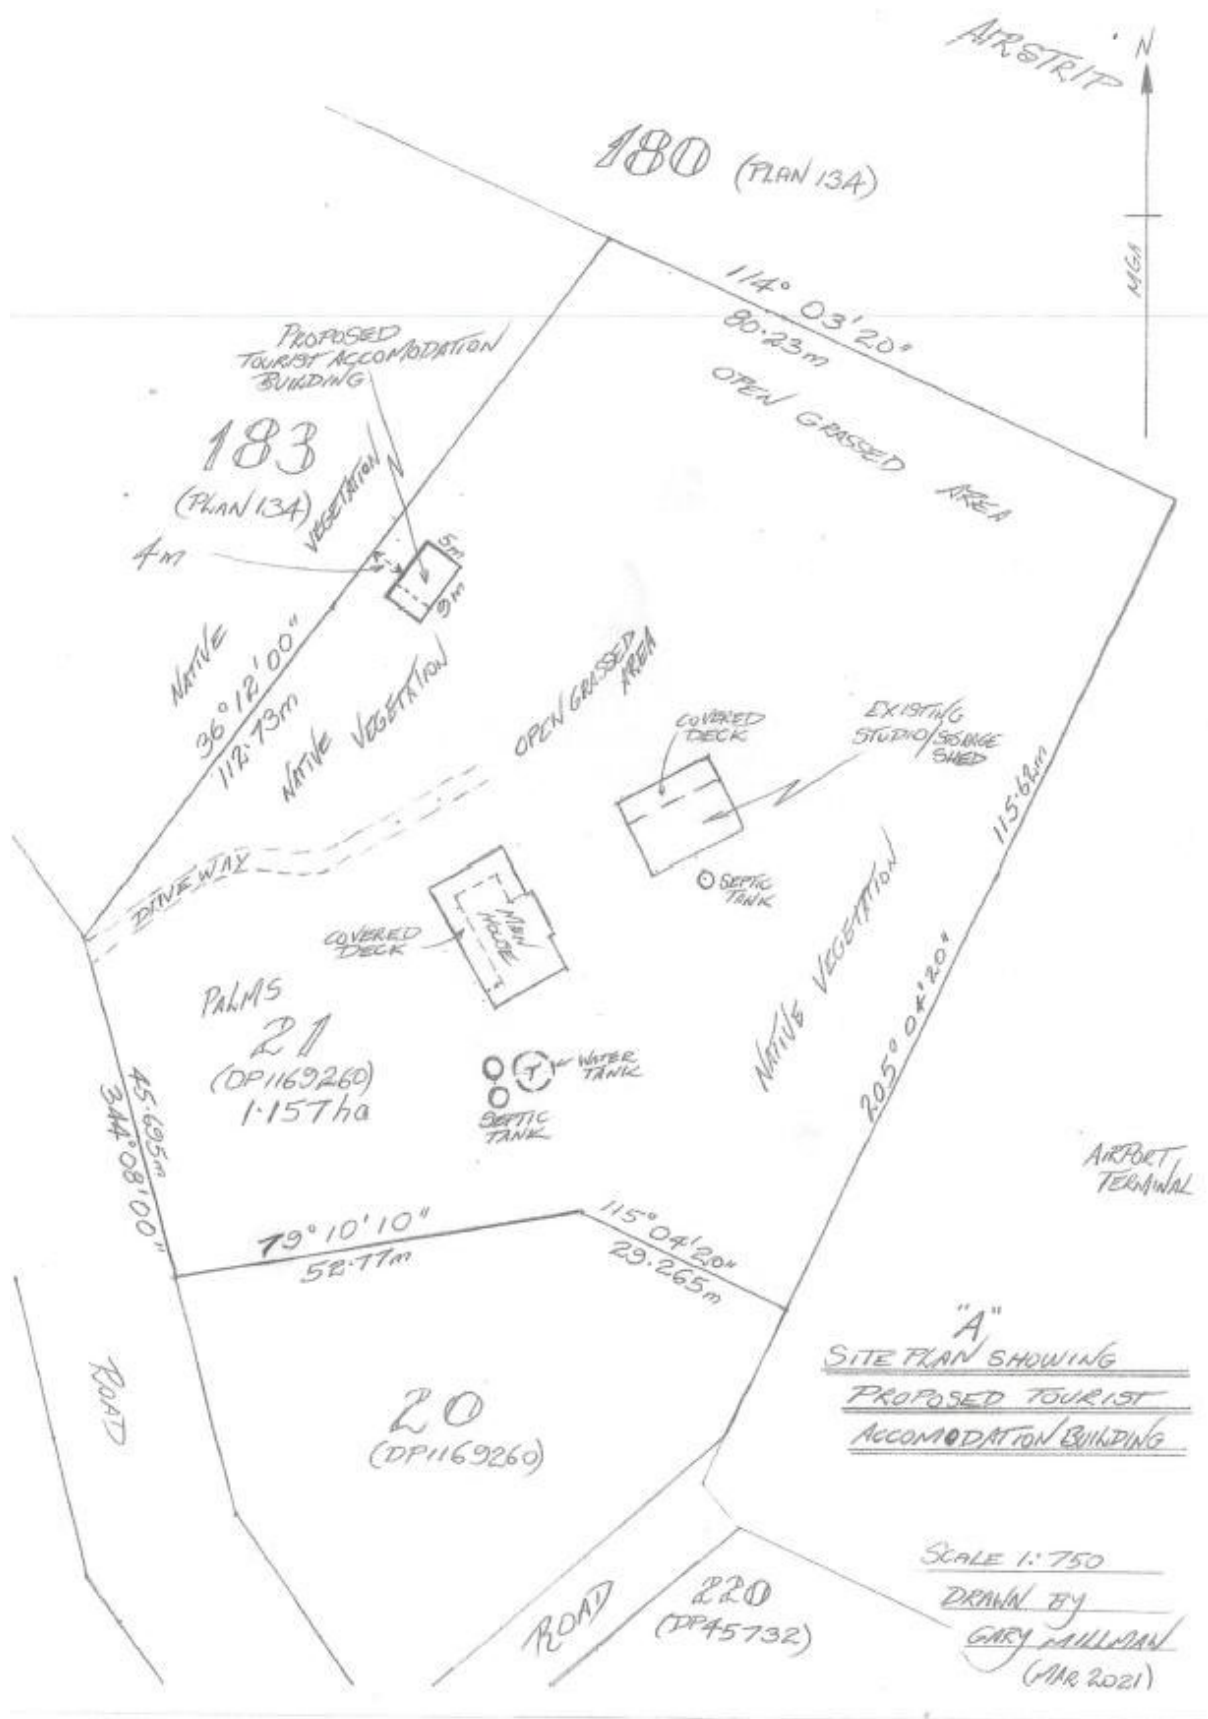 AIRSTRIP
N
180 (PLAN 13A)
MGA
114° 03' 20"
80.23m
OPEN GRASSED AREA
PROPOSED
TOURIST ACCOMODATION
BUILDING
183
(PLAN 13A)
4m
NATIVE VEGETATION
5m
9m
36° 12' 00"
112.73m
NATIVE VEGETATION
OPEN GRASSED
AREA
COVERED
DECK
EXISTING
STUDIO/STORAGE
SHED
115.62m
205° 04' 20"
DRIVEWAY
SEPTIC
TANK
NATIVE VEGETATION
COVERED
DECK
MAIN
HOUSE
PALMS
21
(DP1169260)
1.157ha
T
WATER
TANK
SEPTIC
TANK
45.695m
344° 08' 00"
AIRPORT
TERMINAL
79° 10' 10"
52.77m
115° 04' 20"
29.265m
"A"
SITE PLAN SHOWING
PROPOSED TOURIST
ACCOMODATION BUILDING
ROAD
20
(DP1169260)
ROAD
220
(DP45732)
SCALE 1:750
DRAWN BY
GARY MILLMAN
(MAR 2021)